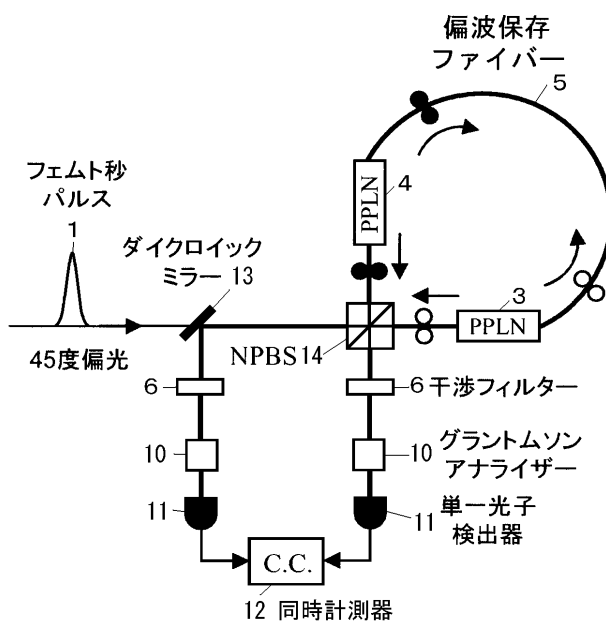 偏波保存
ファイバー
5
フェムト秒
パルス
1
4
PPLN
ダイクロイック
ミラー 13
3
PPLN
NPBS14
45度偏光
6
6 干渉フィルター
10
10 グラントムソン
アナライザー
11
11 単一光子
検出器
C.C.
12 同時計測器